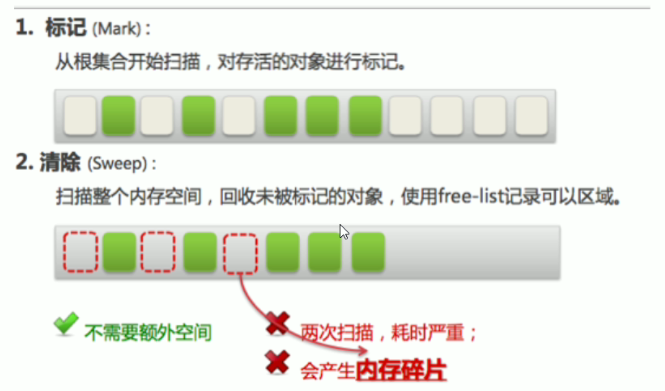 1. 标记 (Mark) :
从根集合开始扫描，对存活的对象进行标记。
2. 清除 (Sweep) :
扫描整个内存空间，回收未被标记的对象，使用free-list记录可以区域。
不需要额外空间
两次扫描，耗时严重；
会产生内存碎片